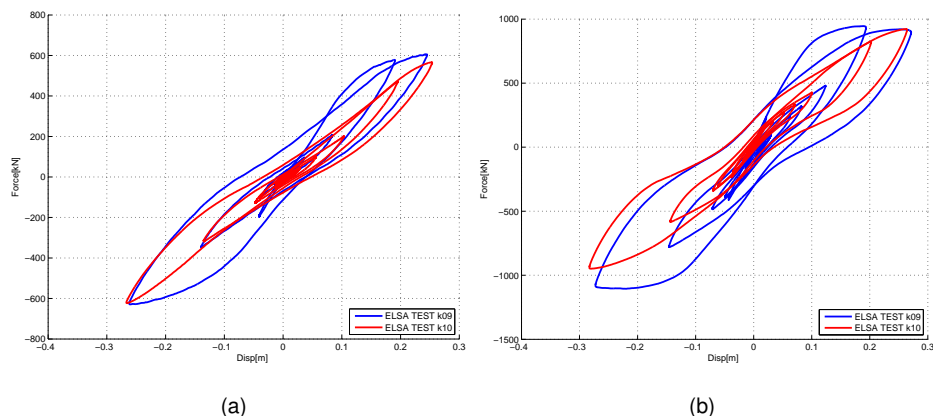 800
600
400
200
0
−200
−400
−600
−800
Force[kN]
−0.4 −0.3 −0.2 −0.1 0 0.1 0.2 0.3 0.4
Disp[m]
ELSA TEST k09
ELSA TEST k10
(a)
1000
500
0
−500
−1000
−1500
Force[kN]
−0.4 −0.3 −0.2 −0.1 0 0.1 0.2 0.3
Disp[m]
ELSA TEST k09
ELSA TEST k10
(b)